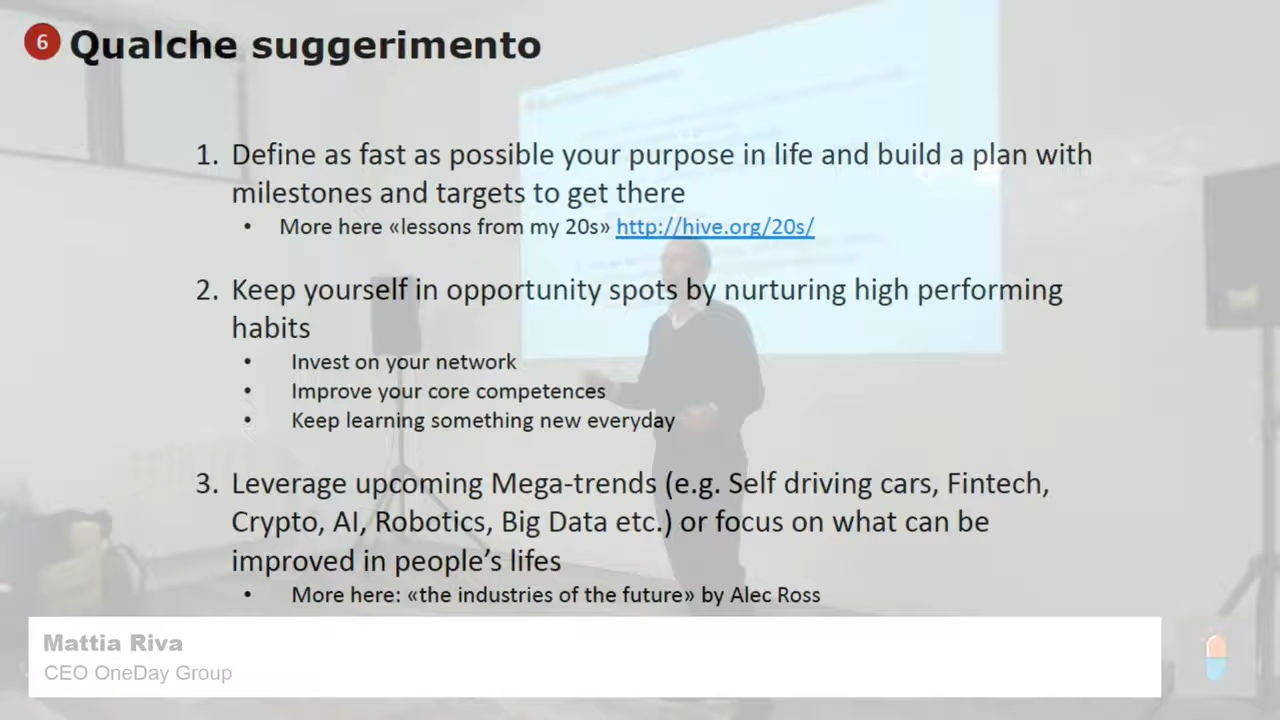 6 Qualche suggerimento
1. Define as fast as possible your purpose in life and build a plan with
milestones and targets to get there
• More here «lessons from my 20s» http://hive.org/20s/
2. Keep yourself in opportunity spots by nurturing high performing
habits
• Invest on your network
• Improve your core competences
• Keep learning something new everyday
3. Leverage upcoming Mega-trends (e.g. Self driving cars, Fintech,
Crypto, AI, Robotics, Big Data etc.) or focus on what can be
improved in people’s lifes
• More here: «the industries of the future» by Alec Ross
Mattia Riva
CEO OneDay Group